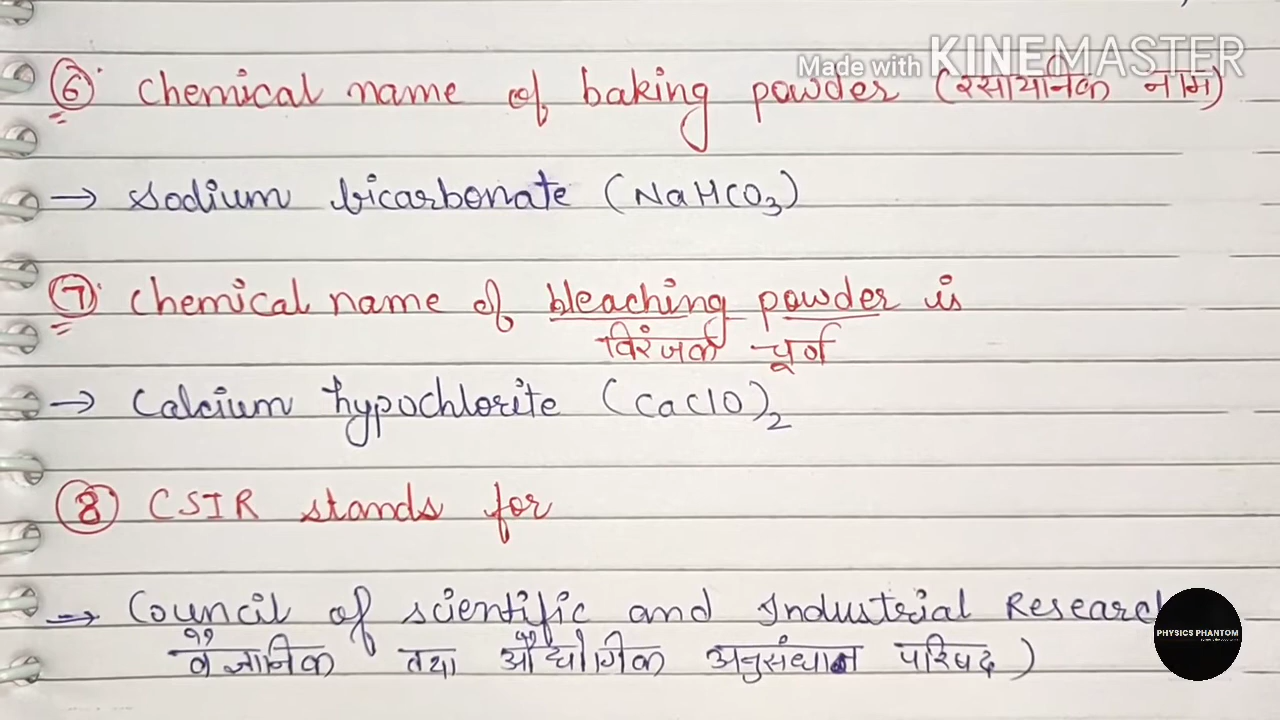 Made with KINEMASTER
⑥ Chemical name of baking powder (रसायनिक नाम)
→ Sodium bicarbonate (NaHCO₃)
⑦ Chemical name of bleaching powder is
विरंजक चूर्ण
→ Calcium hypochlorite (CaClO)₂
⑧ CSIR stands for
→ Council of scientific and Industrial Research
वैज्ञानिक तथा औद्योगिक अनुसंधान परिषद)
PHYSICS PHANTOM